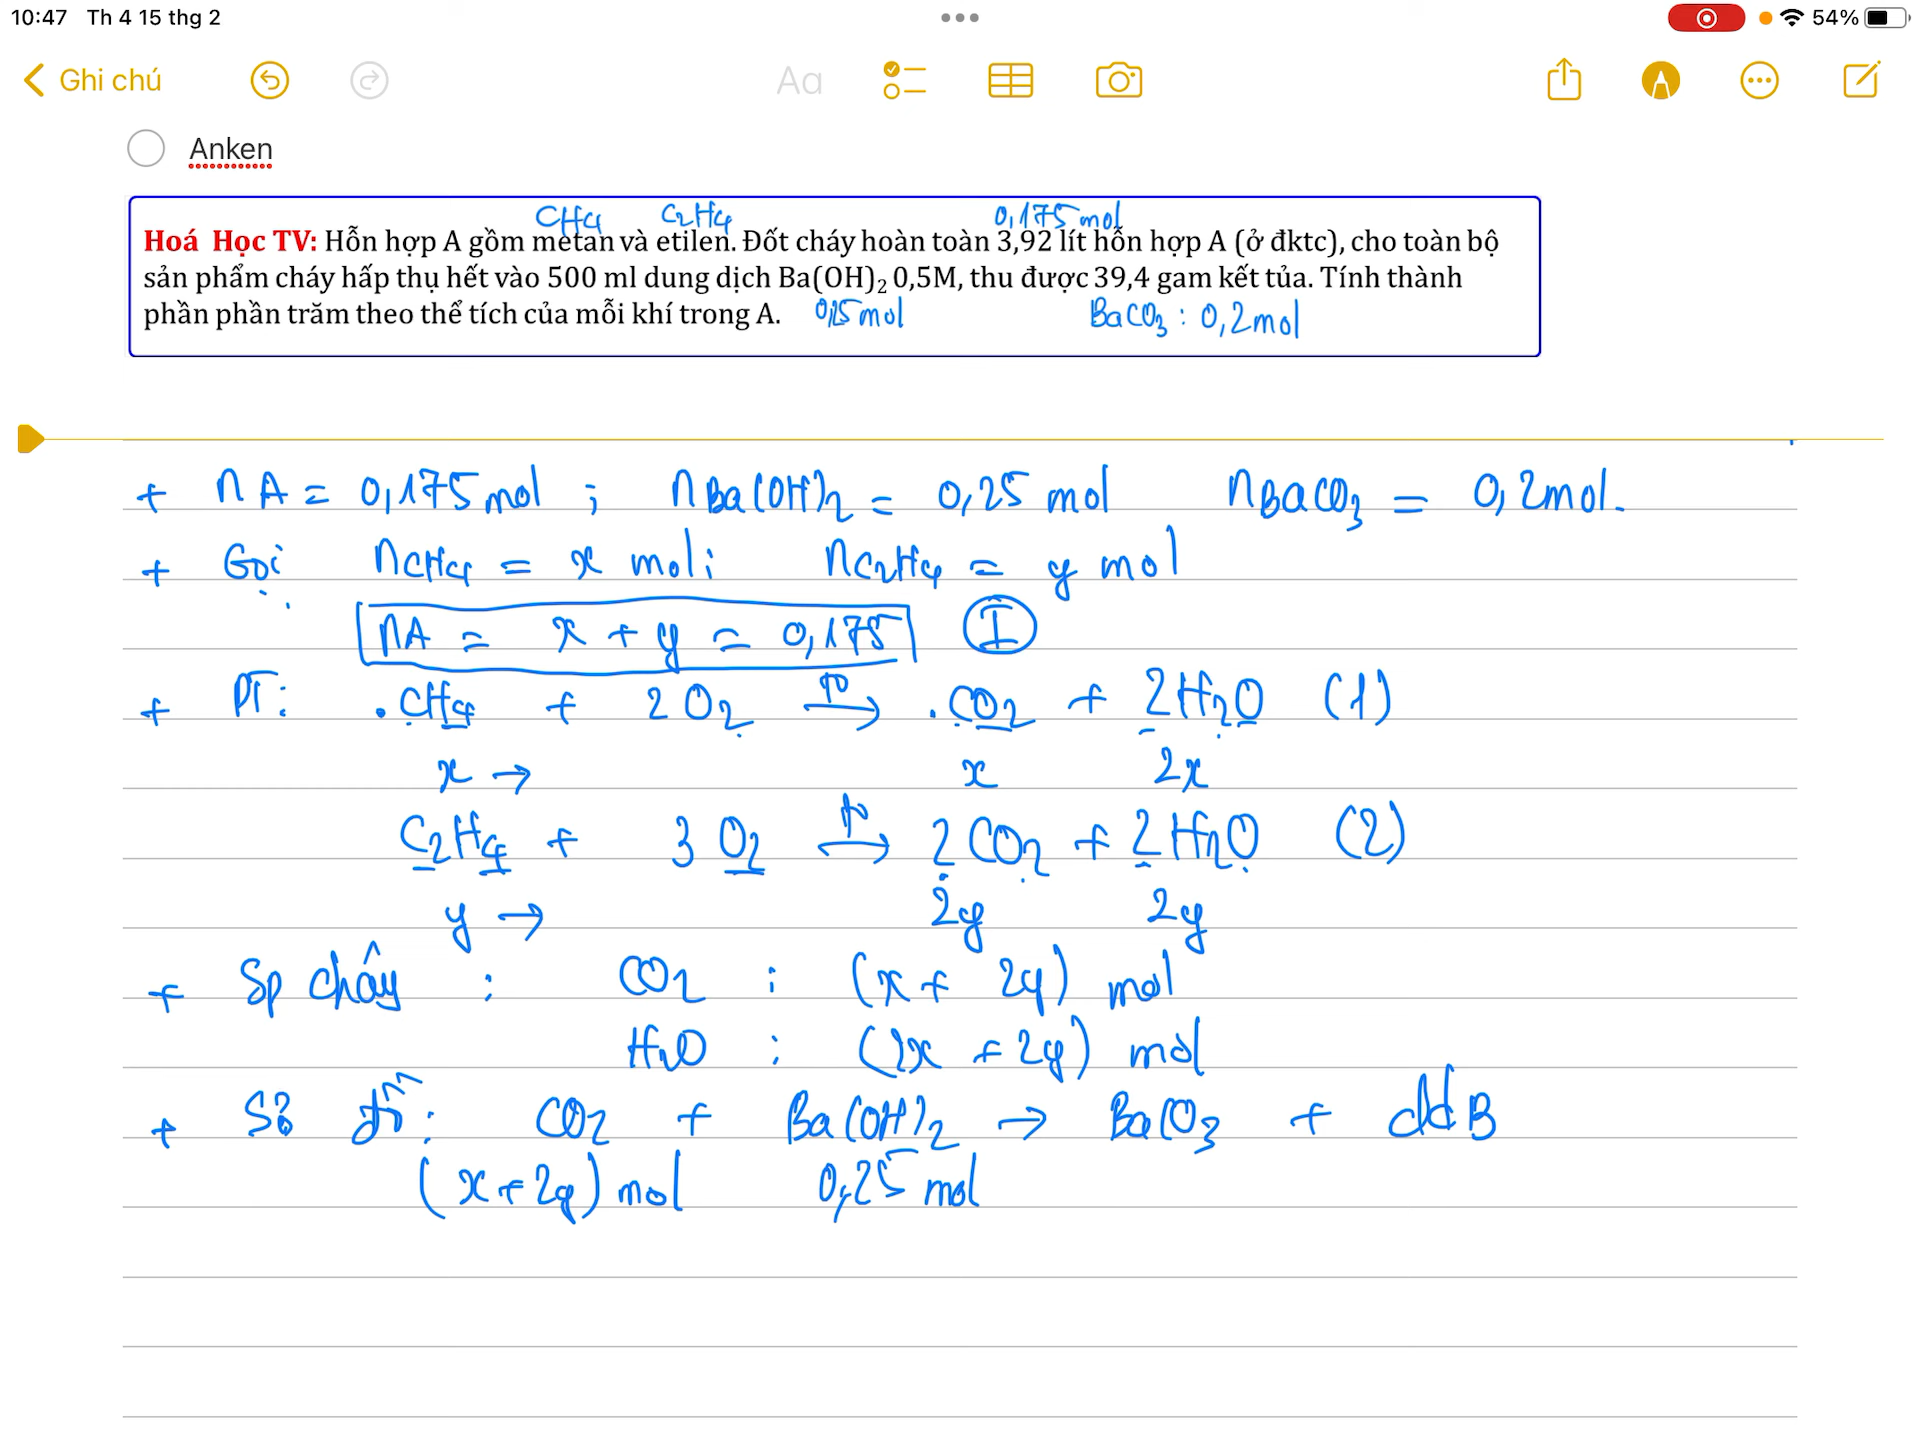 10:47 Th 4 15 thg 2 54%
Ghi chú Aa
Anken
CH4 C2H4 0,175 mol
Hoá Học TV: Hỗn hợp A gồm metan và etilen. Đốt cháy hoàn toàn 3,92 lít hỗn hợp A (ở đktc), cho toàn bộ
sản phẩm cháy hấp thụ hết vào 500 ml dung dịch Ba(OH)2 0,5M, thu được 39,4 gam kết tủa. Tính thành
phần phần trăm theo thể tích của mỗi khí trong A. 0,25 mol BaCO3 : 0,2 mol
+ nA = 0,175 mol ; nBa(OH)2 = 0,25 mol nBaCO3 = 0,2mol.
+ Gọi nCH4 = x mol; nC2H4 = y mol
nA = x + y = 0,175 I
+ PT: CH4 + 2O2 t° → CO2 + 2H2O (1)
x → x 2x
C2H4 + 3O2 t° → 2CO2 + 2H2O (2)
y → 2y 2y
+ Sp cháy : CO2 : (x + 2y) mol
H2O : (2x + 2y) mol
+ Sơ đồ: CO2 + Ba(OH)2 → BaCO3 + ddB
(x+2y) mol 0,25 mol